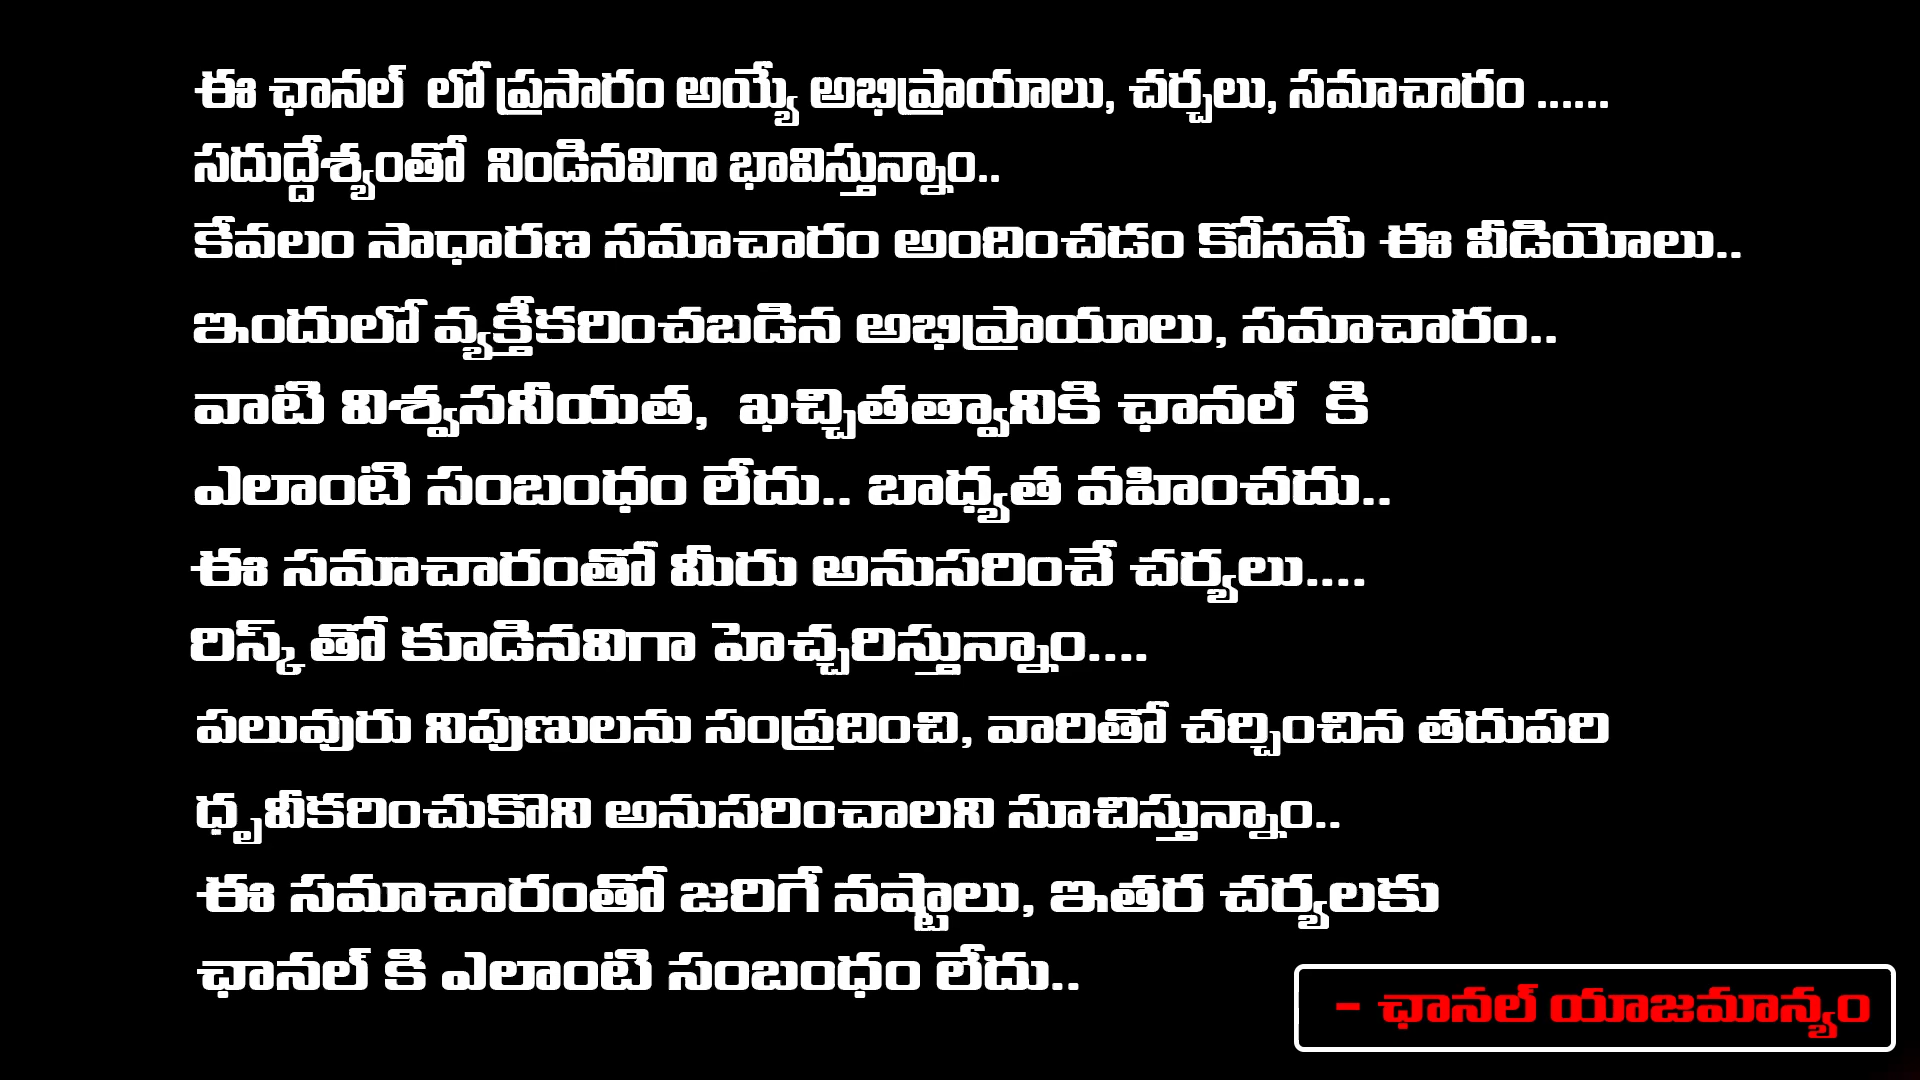 ఈ ఛానల్ లో ప్రసారం అయ్యే అభిప్రాయాలు, చర్చలు, సమాచారం ......
సదుద్దేశ్యంతో నిండినవిగా భావిస్తున్నాం..
కేవలం సాధారణ సమాచారం అందించడం కోసమే ఈ వీడియోలు..
ఇందులో వ్యక్తీకరించబడిన అభిప్రాయాలు, సమాచారం..
వాటి విశ్వసనీయత, ఖచ్చితత్వానికి ఛానల్ కి
ఎలాంటి సంబంధం లేదు.. బాధ్యత వహించదు..
ఈ సమాచారంతో మీరు అనుసరించే చర్యలు....
రిస్క్ తో కూడినవిగా హెచ్చరిస్తున్నాం....
పలువురు నిపుణులను సంప్రదించి, వారితో చర్చించిన తదుపరి
ధృవీకరించుకొని అనుసరించాలని సూచిస్తున్నాం..
ఈ సమాచారంతో జరిగే నష్టాలు, ఇతర చర్యలకు
ఛానల్ కి ఎలాంటి సంబంధం లేదు..
- ఛానల్ యాజమాన్యం